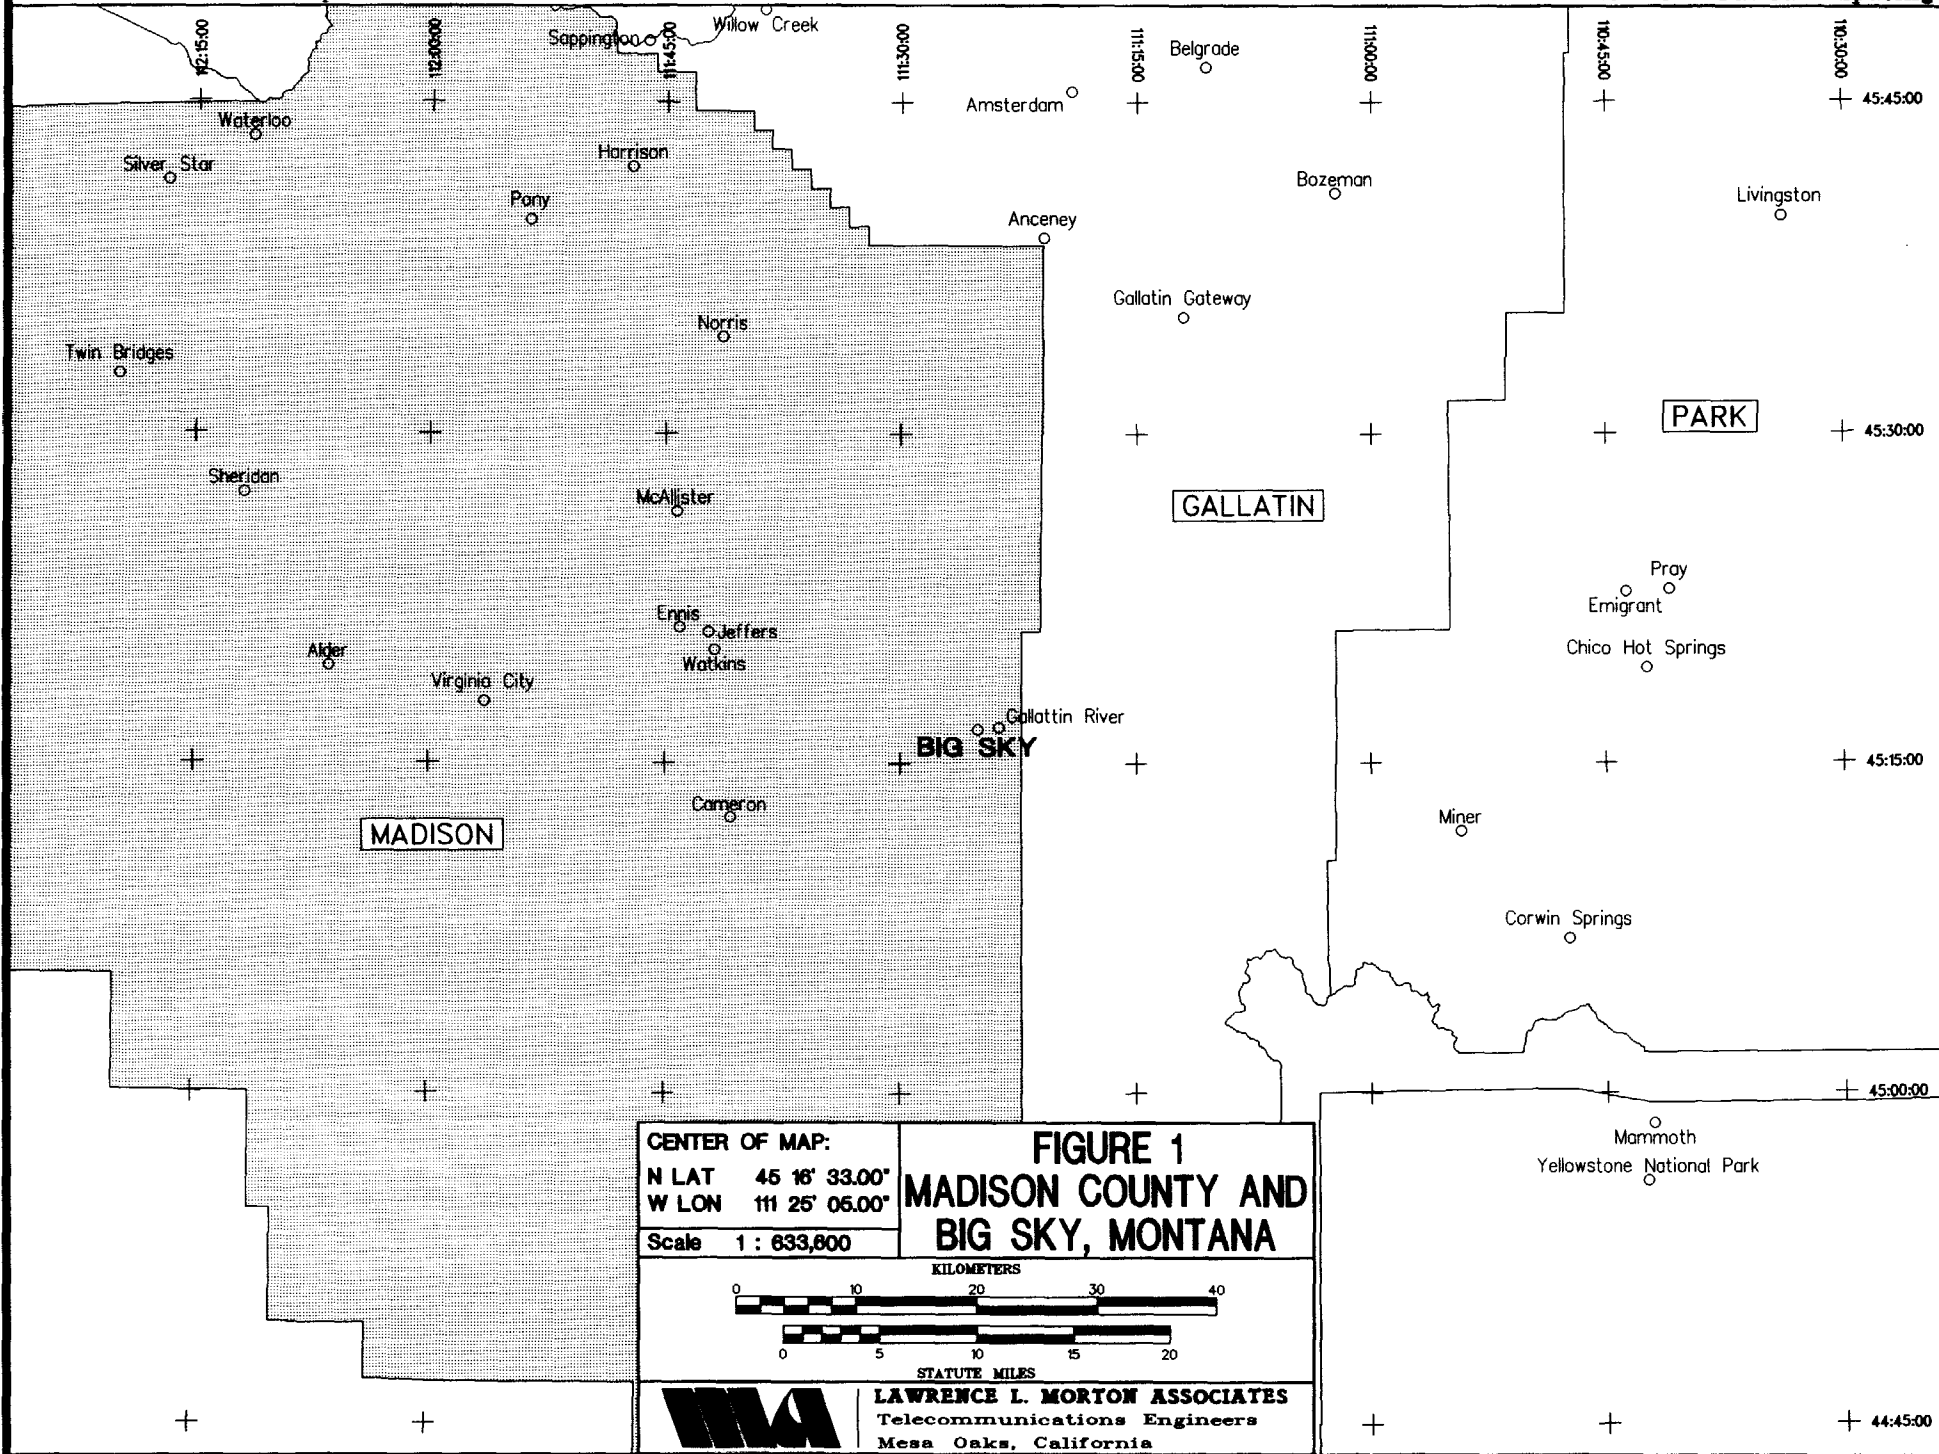 Willow Creek
Sappington
112:15:00
112:00:00
111:45:00
111:30:00
111:15:00
111:00:00
110:45:00
110:30:00
Belgrade
Amsterdam
45:45:00
Waterloo
Silver Star
Harrison
Pony
Bozeman
Livingston
Anceney
Gallatin Gateway
Norris
Twin Bridges
PARK
45:30:00
Sheridan
McAllister
GALLATIN
Pray
Emigrant
Ennis
Jeffers
Watkins
Alder
Virginia City
Chico Hot Springs
Gallattin River
BIG SKY
45:15:00
Cameron
MADISON
Miner
Corwin Springs
45:00:00
Mammoth
Yellowstone National Park
CENTER OF MAP:
N LAT 45 16' 33.00"
W LON 111 25' 05.00"
Scale 1 : 633,600
FIGURE 1
MADISON COUNTY AND
BIG SKY, MONTANA
KILOMETERS
0 10 20 30 40
0 5 10 15 20
STATUTE MILES
LAWRENCE L. MORTON ASSOCIATES
Telecommunications Engineers
Mesa Oaks, California
44:45:00